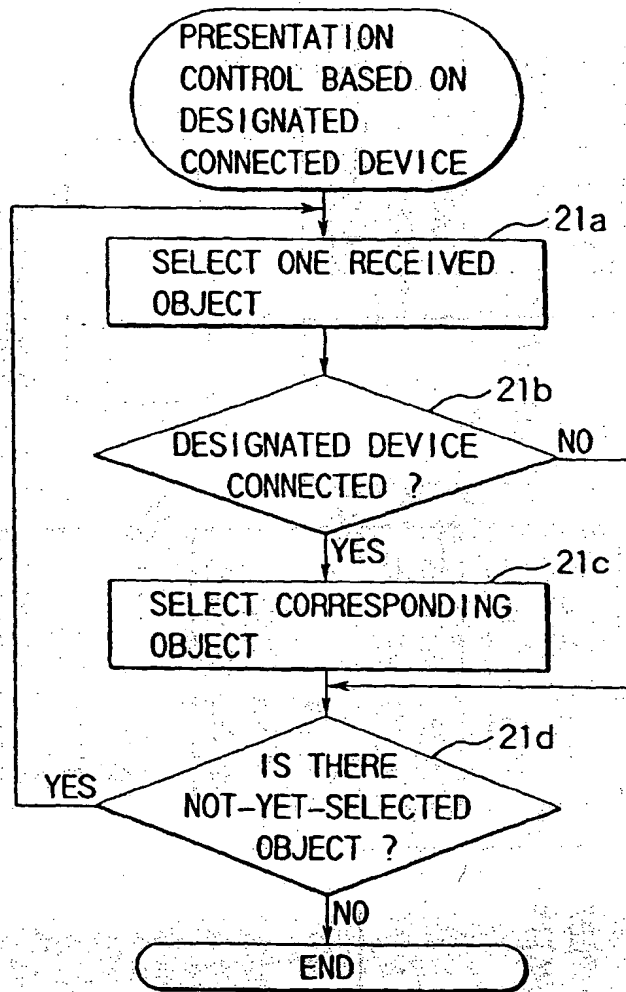 PRESENTATION
CONTROL BASED ON
DESIGNATED
CONNECTED DEVICE
21a
SELECT ONE RECEIVED
OBJECT
21b
DESIGNATED DEVICE
CONNECTED ?
NO
YES
21c
SELECT CORRESPONDING
OBJECT
21d
IS THERE
NOT-YET-SELECTED
OBJECT ?
YES
NO
END